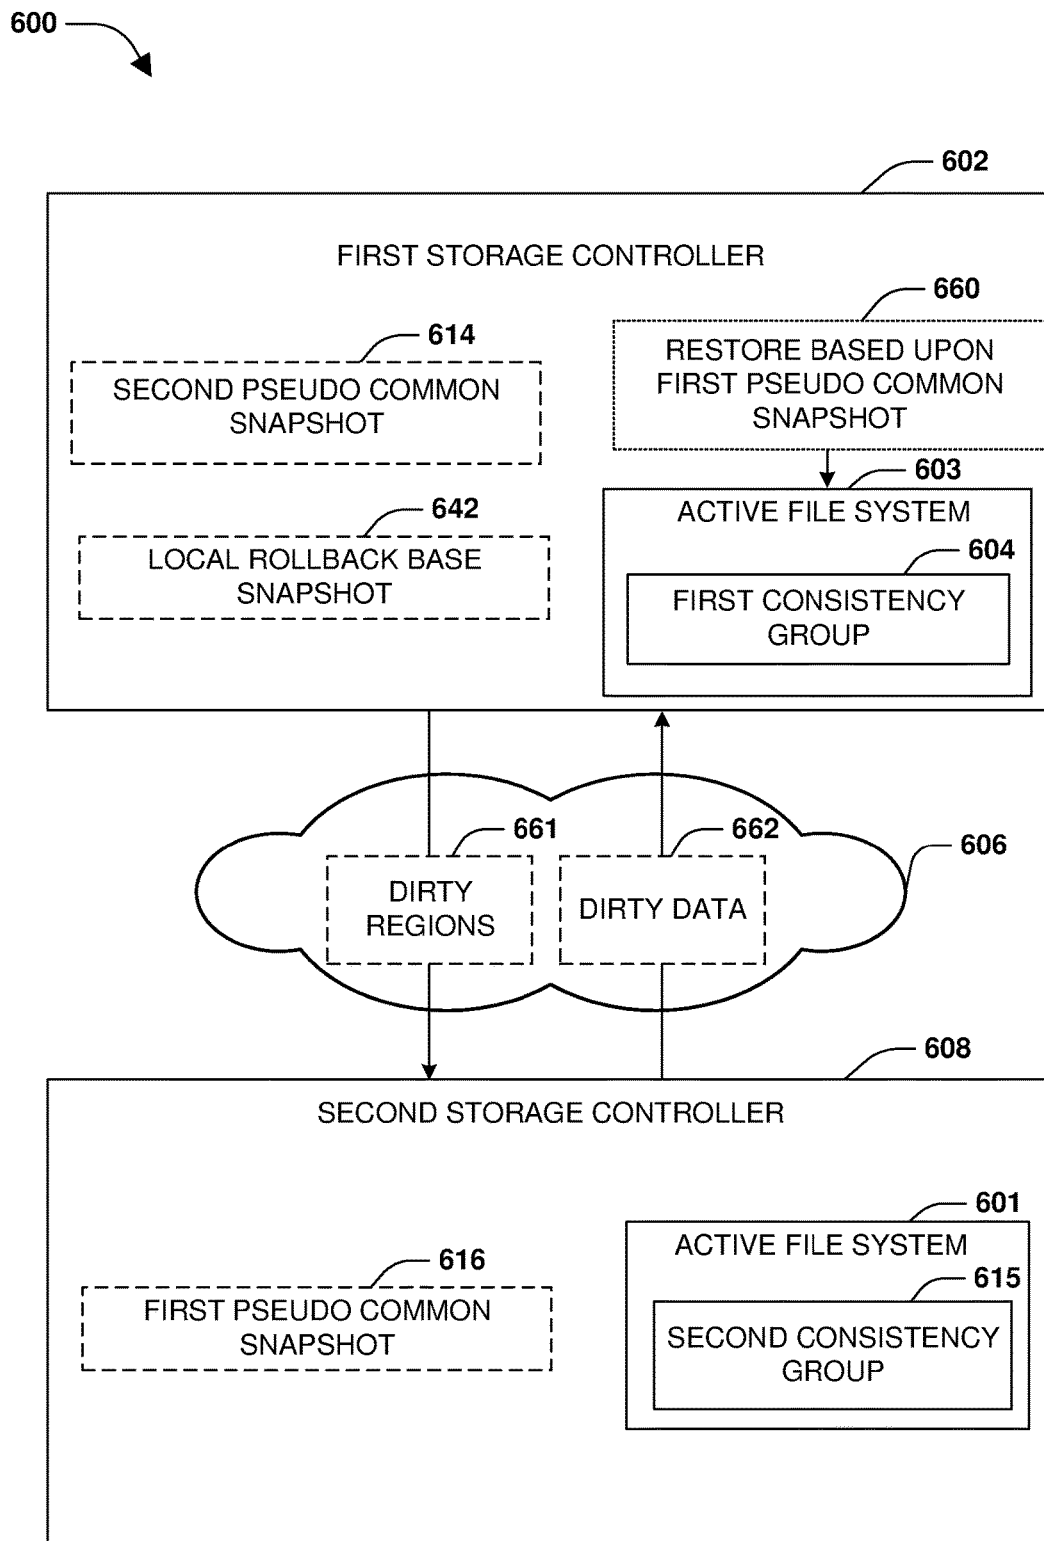 600
602
FIRST STORAGE CONTROLLER
660
614
RESTORE BASED UPON
FIRST PSEUDO COMMON
SNAPSHOT
SECOND PSEUDO COMMON
SNAPSHOT
603
642
ACTIVE FILE SYSTEM
LOCAL ROLLBACK BASE
SNAPSHOT
604
FIRST CONSISTENCY
GROUP
661
662
606
DIRTY
REGIONS
DIRTY DATA
608
SECOND STORAGE CONTROLLER
601
ACTIVE FILE SYSTEM
616
615
FIRST PSEUDO COMMON
SNAPSHOT
SECOND CONSISTENCY
GROUP